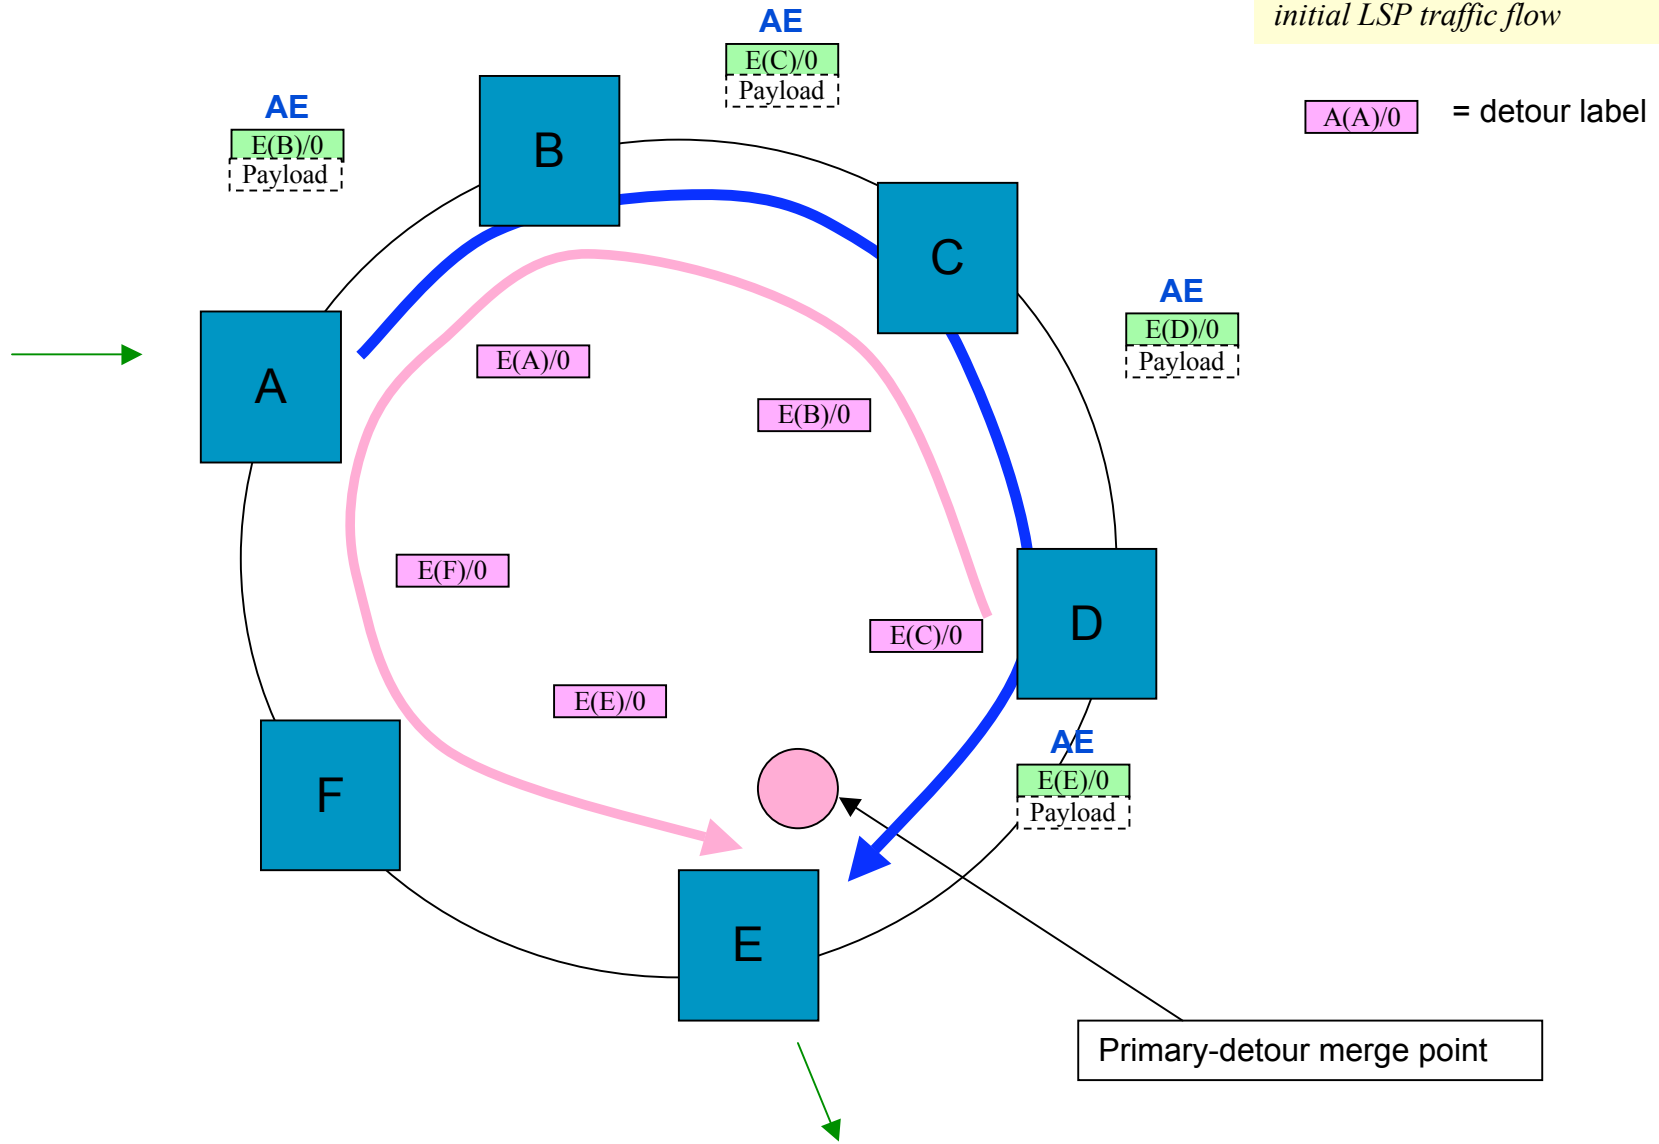 initial LSP traffic flow
AE
E(C)/0
Payload
AE
E(B)/0
Payload
A(A)/0
= detour label
B
C
AE
E(D)/0
Payload
A
E(A)/0
E(B)/0
E(F)/0
E(C)/0
D
E(E)/0
AE
E(E)/0
Payload
F
E
Primary-detour merge point